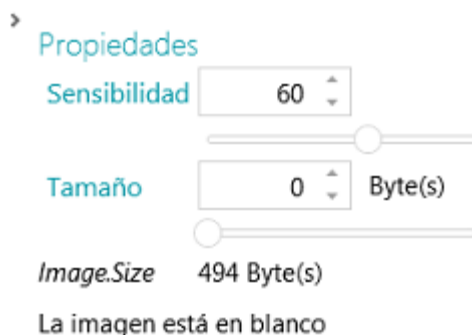 Propiedades
Sensibilidad 60
Tamaño 0 Byte(s)
Image.Size 494 Byte(s)
La imagen está en blanco